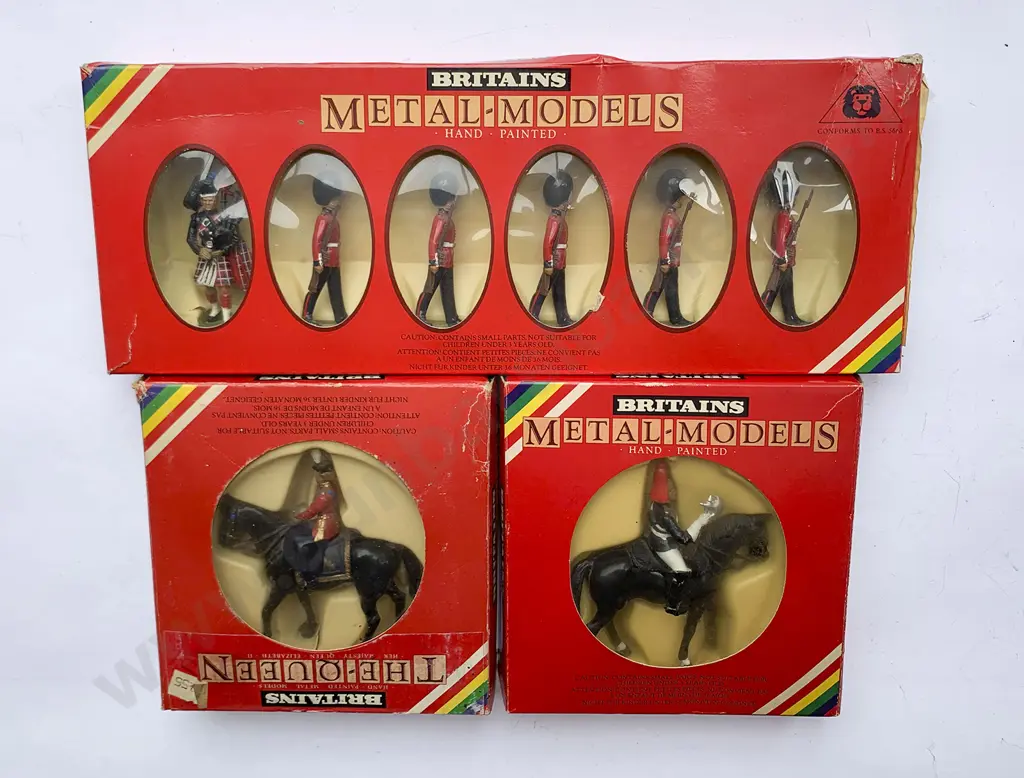 BRITAINS
METAL-MODELS
· HAND · PAINTED ·
CONFORMS TO B.S. 5665
CAUTION: CONTAINS SMALL PARTS. NOT SUITABLE FOR
CHILDREN UNDER 3 YEARS OLD.
ATTENTION: CONTIENT PETITES PIECES; NE CONVIENT PAS
A UN ENFANT DE MOINS DE 36 MOIS.
NICHT FUR KINDER UNTER 36 MONATEN GEEIGNET.
BRITAINS
THE·QUEEN
· HER · MAJESTY · QUEEN · ELIZABETH · II ·
· HAND · PAINTED · METAL · MODELS ·
CAUTION: CONTAINS SMALL PARTS. NOT SUITABLE FOR
CHILDREN UNDER 3 YEARS OLD.
ATTENTION: CONTIENT PETITES PIECES NE CONVIENT PAS
A UN ENFANT DE MOINS DE 36 MOIS.
NICHT FUR KINDER UNTER 36 MONATEN GEEIGNET.
BRITAINS
METAL-MODELS
· HAND · PAINTED ·